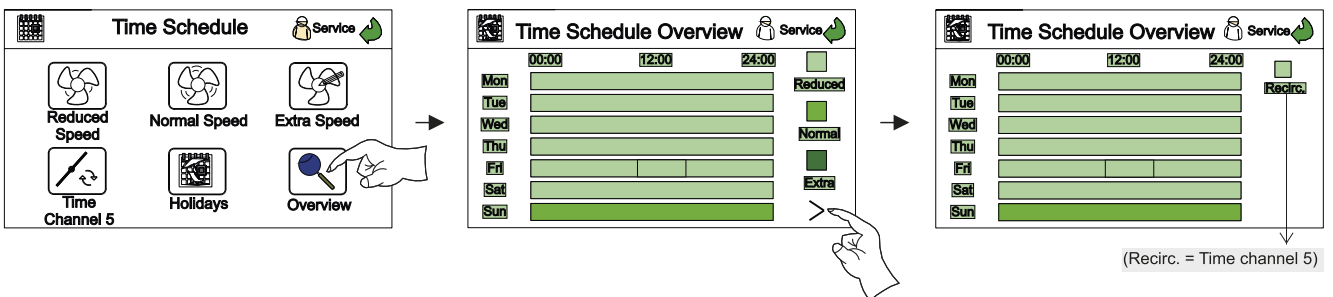 Time Schedule
Service
Reduced
Speed
Normal Speed
Extra Speed
Time
Channel 5
Holidays
Overview
Time Schedule Overview
Service
00:00 12:00 24:00
Mon
Tue
Wed
Thu
Fri
Sat
Sun
Reduced
Normal
Extra
>
Time Schedule Overview
Service
00:00 12:00 24:00
Mon
Tue
Wed
Thu
Fri
Sat
Sun
Recirc.
(Recirc. = Time channel 5)